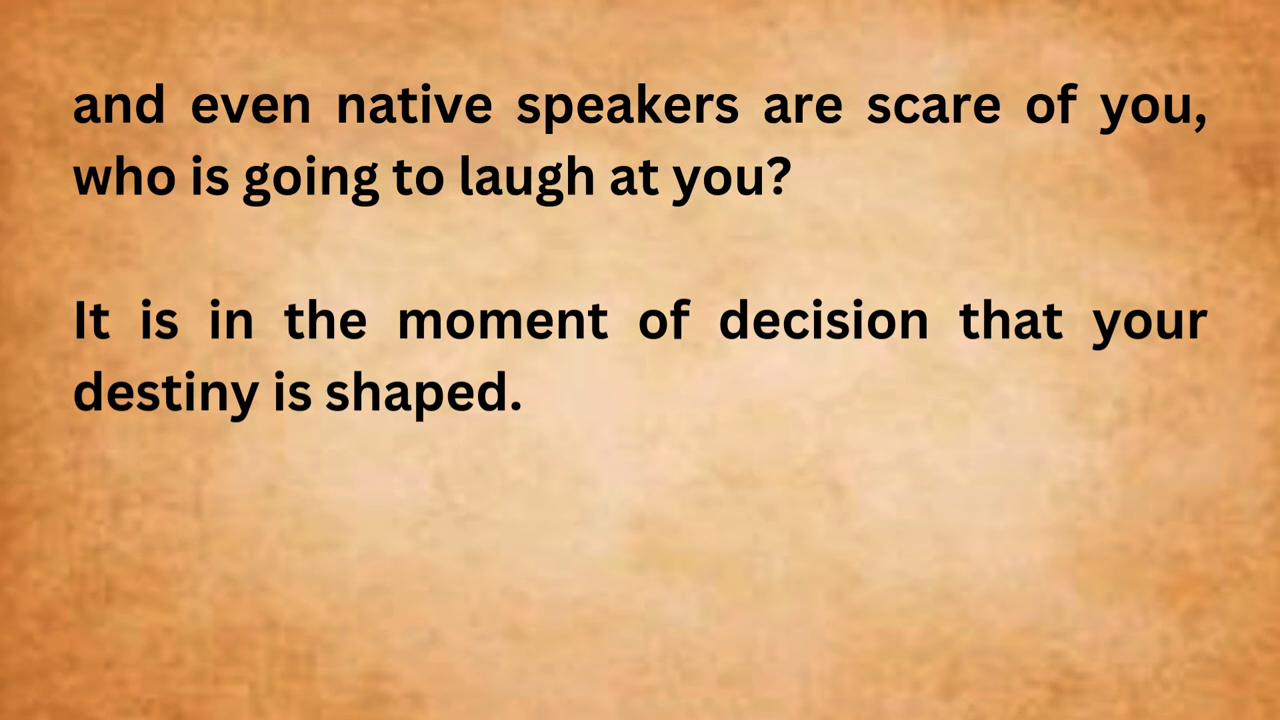 and even native speakers are scare of you,
who is going to laugh at you?
It is in the moment of decision that your
destiny is shaped.